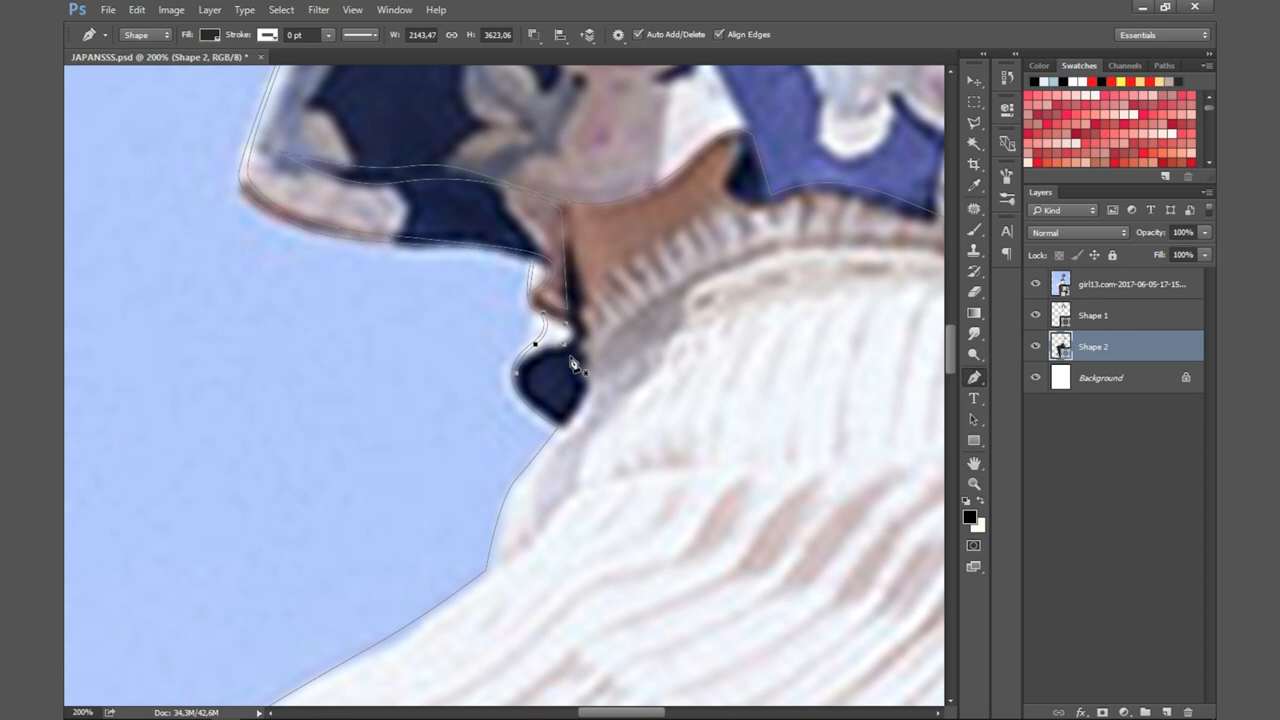 Ps File Edit Image Layer Type Select Filter View Window Help
Shape Fill: Stroke: 0 pt W: 2143,47 H: 3623,06 Auto Add/Delete Align Edges Essentials
JAPANSSS.psd @ 200% (Shape 2, RGB/8) * ×
Color Swatches Channels Paths
Layers
Kind
Normal Opacity: 100%
Lock: Fill: 100%
girl13.com-2017-06-05-17-15...
Shape 1
Shape 2
Background
200% Doc: 34,3M/42,6M